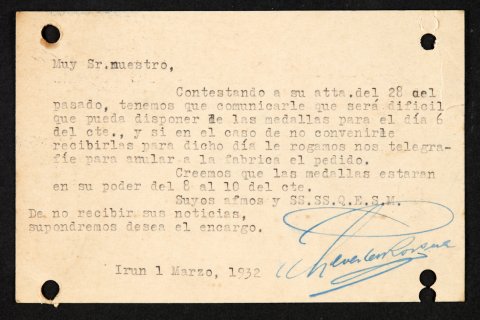 Muy Sr.nuestro,
Contestando a su atta.del 28 del
pasado, tenemos que comunicarle que será dificil
que pueda disponer de las medallas para el día 6
del cte., y si en el caso de no convenirle
recibirlas para dicho día le rogamos nos telegra-
fíe para anular a la fabrica el pedido.
Creemos que las medallas estaran
en su poder del 8 al 10 del cte.
Suyos afmos y SS.SS.Q.E.S.M.
De no recibir sus noticias,
supondremos desea el encargo.
Irun 1 Marzo, 1932